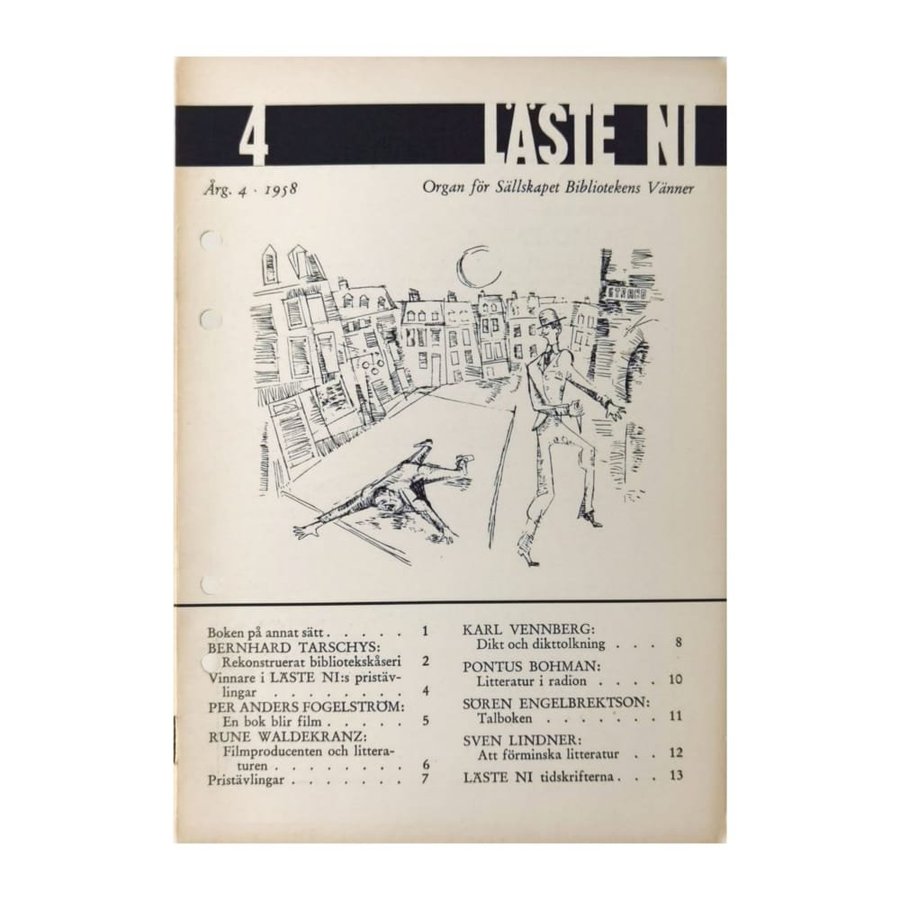 4 LÄSTE NI
Årg. 4 · 1958 Organ för Sällskapet Bibliotekens Vänner
Boken på annat sätt . . . . . 1
BERNHARD TARSCHYS:
Rekonstruerat bibliotekskåseri 2
Vinnare i LÄSTE NI:s pristäv-
lingar . . . . . . . . 4
PER ANDERS FOGELSTRÖM:
En bok blir film . . . . . 5
RUNE WALDEKRANZ:
Filmproducenten och littera-
turen . . . . . . . . 6
Pristävlingar . . . . . . . 7
KARL VENNBERG:
Dikt och dikttolkning . . . 8
PONTUS BOHMAN:
Litteratur i radion . . . . 10
SÖREN ENGELBREKTSON:
Talboken . . . . . . . 11
SVEN LINDNER:
Att förminska litteratur . . 12
LÄSTE NI tidskrifterna . . . 13